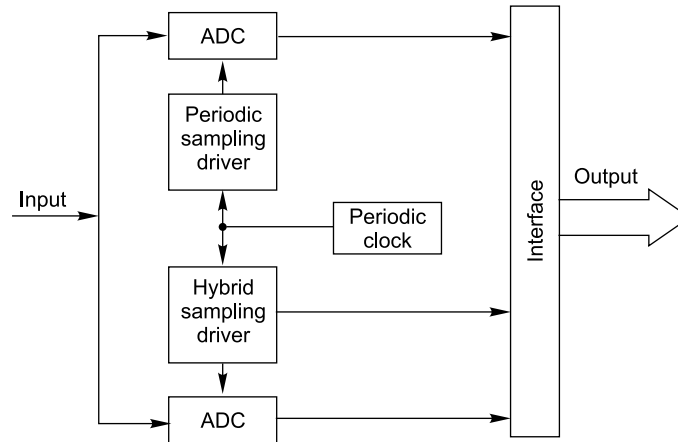 ADC
Periodic
sampling
driver
Input
Periodic
clock
Hybrid
sampling
driver
ADC
Interface
Output